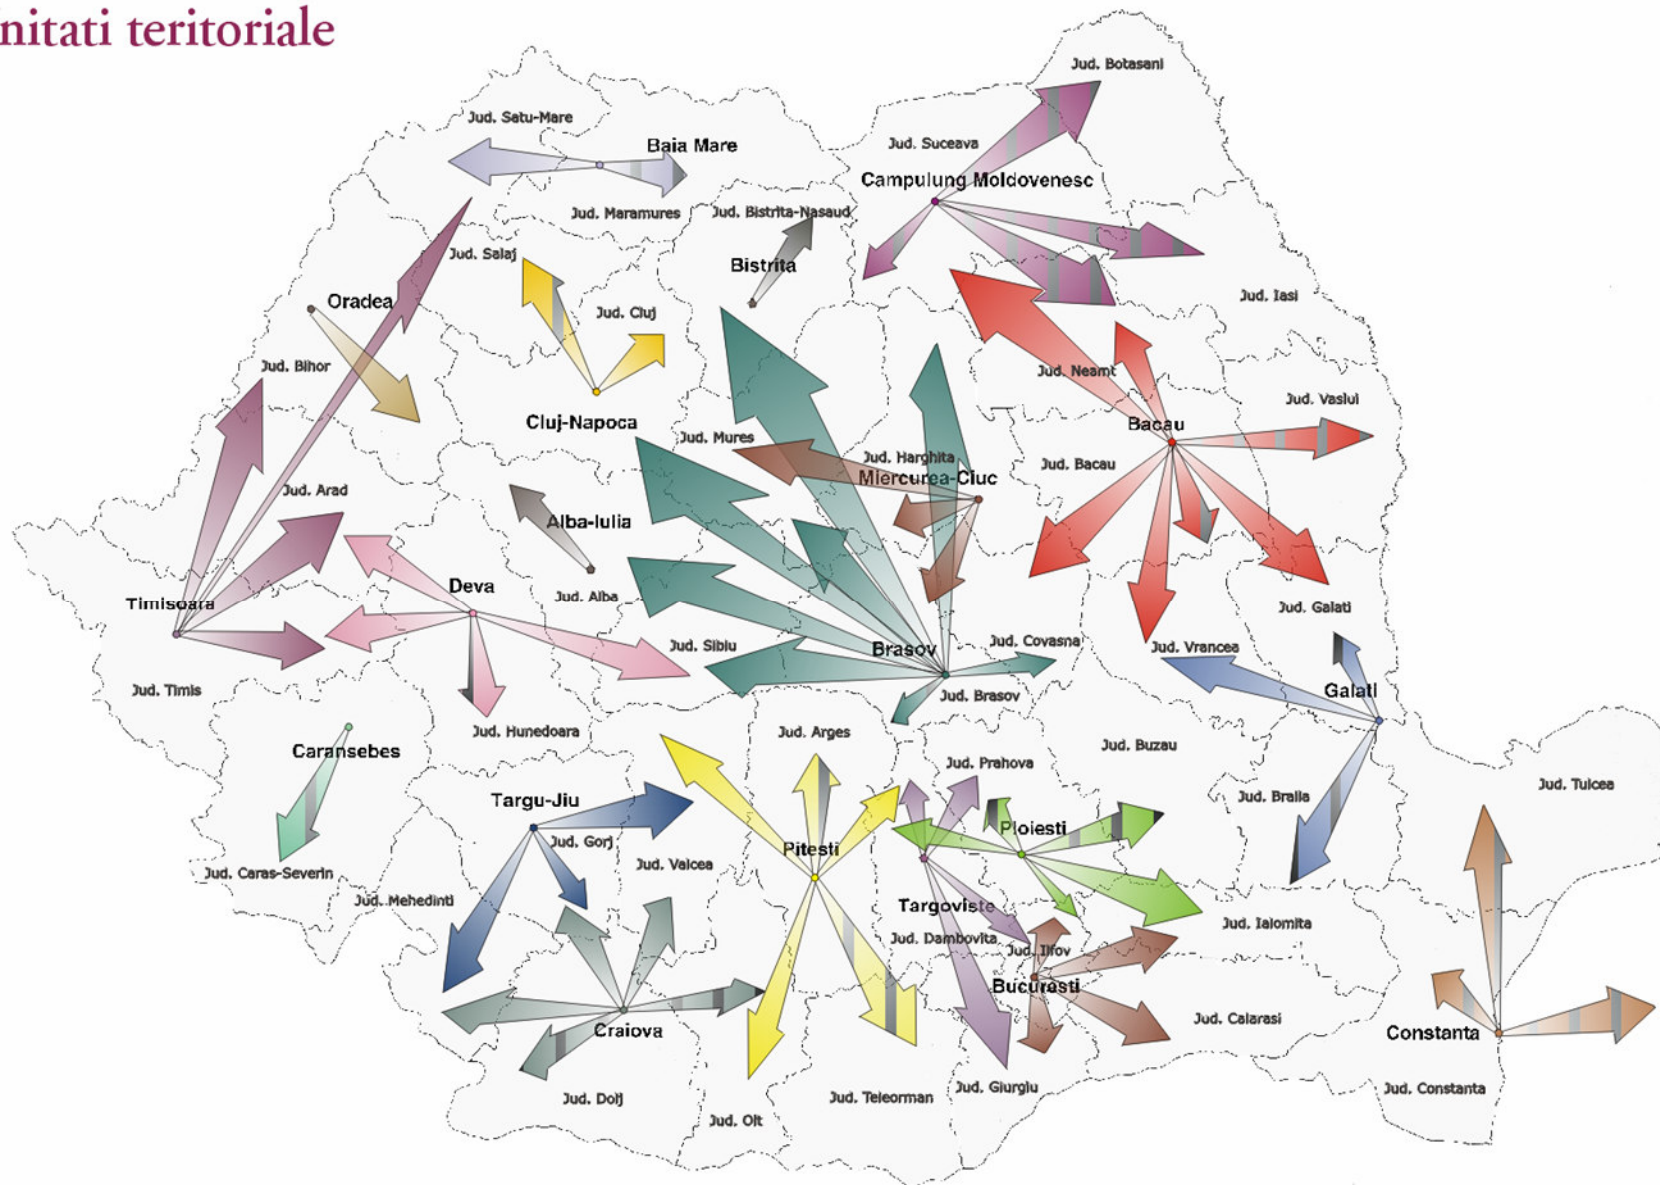 nitati teritoriale
Jud. Botasani
Jud. Satu-Mare
Baia Mare
Jud. Suceava
Campulung Moldovenesc
Jud. Maramures
Jud. Bistrita-Nasaud
Jud. Salaj
Bistrita
Oradea
Jud. Cluj
Jud. Iasi
Jud. Bihor
Jud. Neamt
Jud. Vaslui
Cluj-Napoca
Bacau
Jud. Mures
Jud. Harghita
Jud. Bacau
Miercurea-Ciuc
Jud. Arad
Alba-Iulia
Deva
Jud. Alba
Timisoara
Jud. Galati
Jud. Sibiu
Brasov
Jud. Covasna
Jud. Vrancea
Jud. Timis
Jud. Brasov
Galati
Jud. Hunedoara
Jud. Arges
Caransebes
Jud. Buzau
Jud. Prahova
Jud. Tulcea
Targu-Jiu
Jud. Braila
Jud. Gorj
Ploiesti
Pitesti
Jud. Valcea
Jud. Caras-Severin
Jud. Mehedinti
Targoviste
Jud. Ialomita
Jud. Dambovita
Jud. Ilfov
Bucuresti
Jud. Calarasi
Craiova
Constanta
Jud. Giurgiu
Jud. Constanta
Jud. Dolj
Jud. Teleorman
Jud. Olt